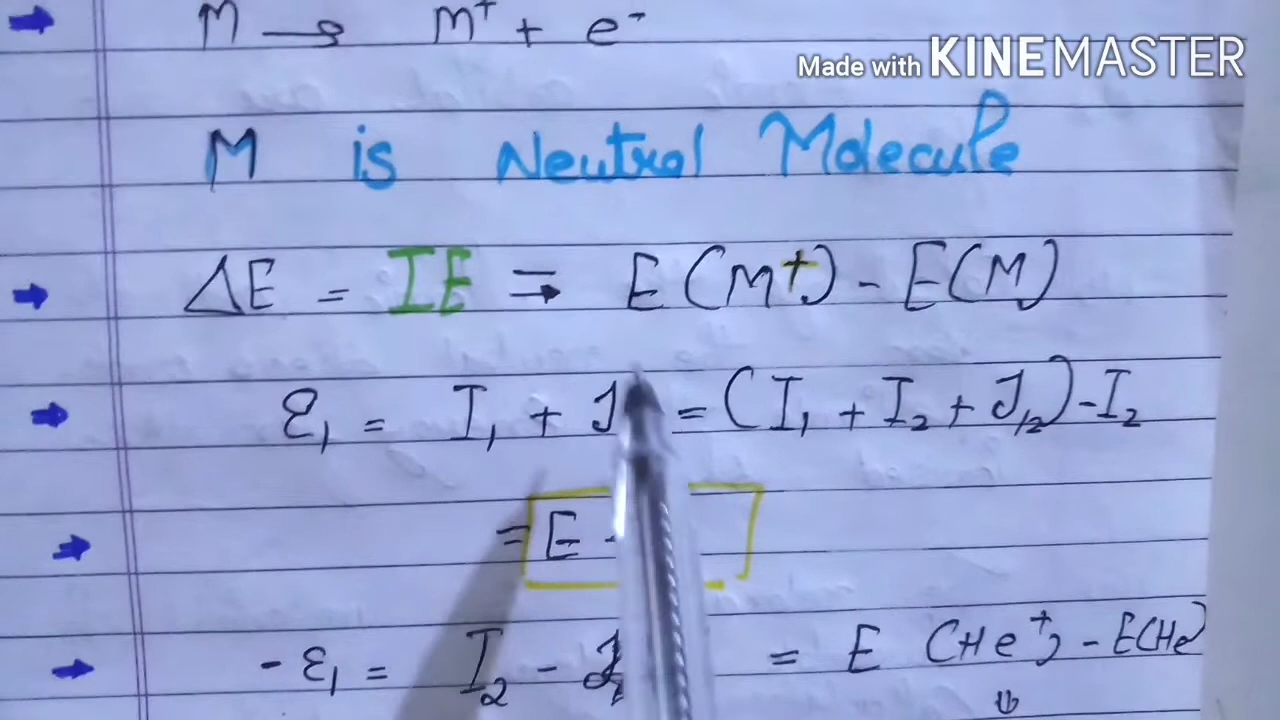 M → M⁺ + e⁻
Made with KINEMASTER
M is Neutral Molecule
ΔE = IE ⇒ E(M⁺) - E(M)
ε₁ = I₁ + J = (I₁ + I₂ + J₁₂) - I₂
= E -
- ε₁ = I₂ - J = E (He⁺) - E(He)
⇓